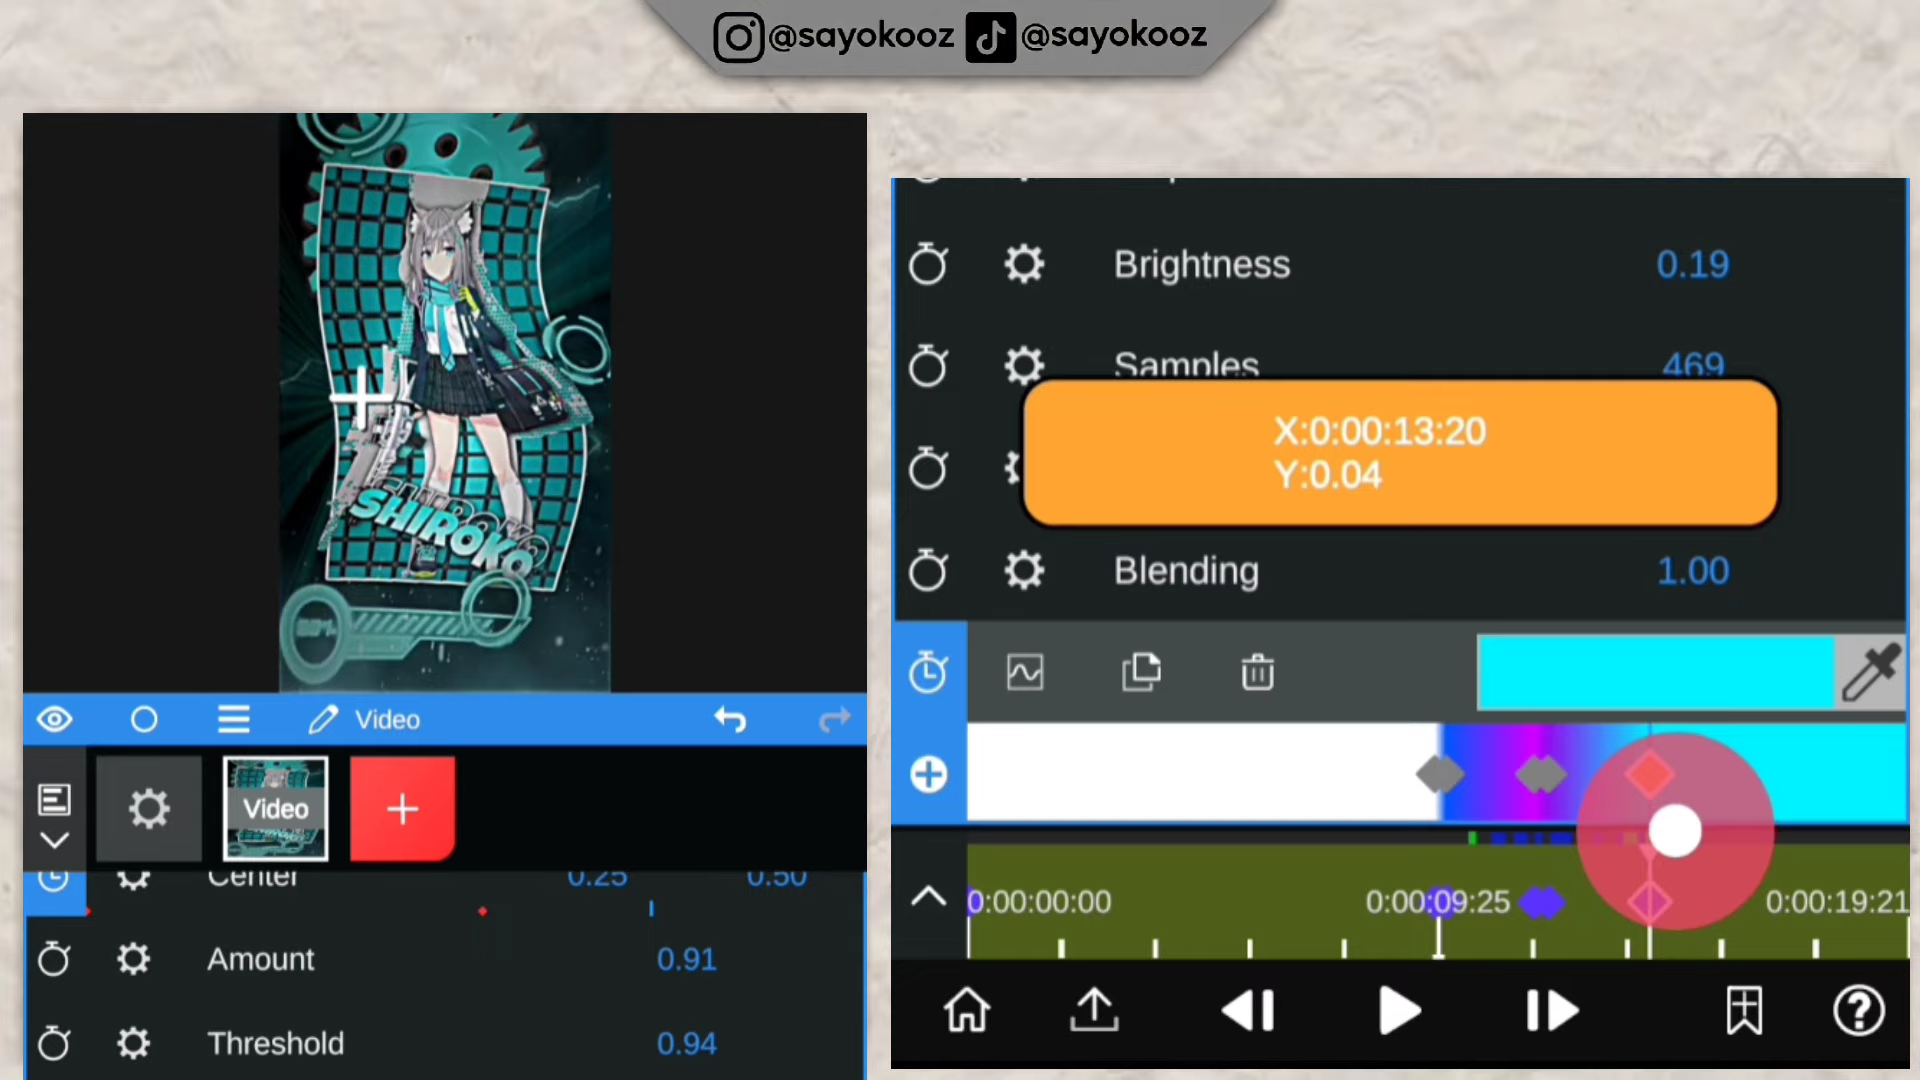 @sayokooz @sayokooz
SHIROKO
Video
Video
Center 0.25 0.50
Amount 0.91
Threshold 0.94
Brightness 0.19
Samples 469
X:0:00:13:20
Y:0.04
Blending 1.00
0:00:00:00 0:00:09:25 0:00:19:21